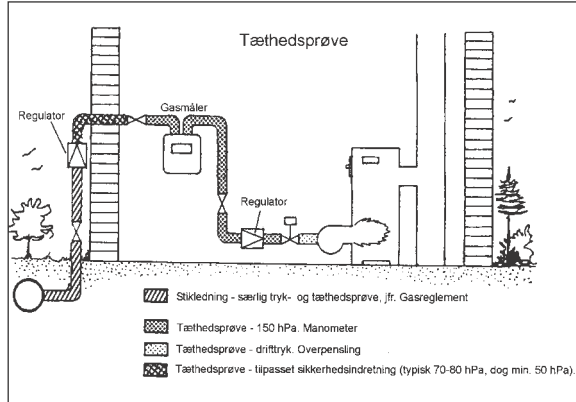 Tæthedsprøve
Gasmåler
Regulator
Regulator
Stikledning - særlig tryk- og tæthedsprøve, jfr. Gasreglement
Tæthedsprøve - 150 hPa. Manometer
Tæthedsprøve - drifttryk. Overpensling
Tæthedsprøve - tilpasset sikkerhedsindretning (typisk 70-80 hPa, dog min. 50 hPa).